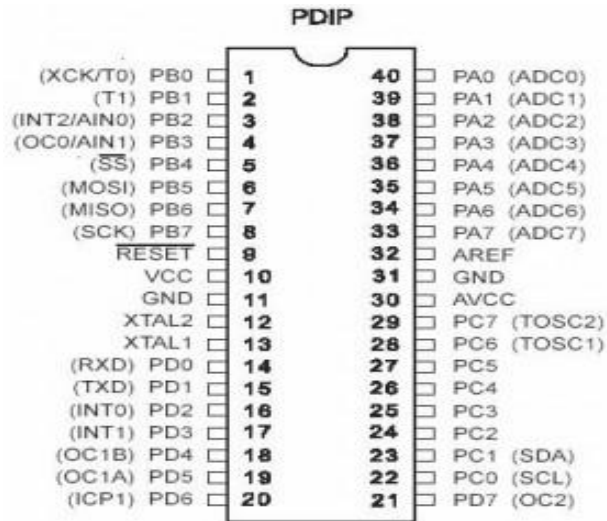 PDIP
(XCK/T0) PB0 1 40 PA0 (ADC0)
(T1) PB1 2 39 PA1 (ADC1)
(INT2/AIN0) PB2 3 38 PA2 (ADC2)
(OC0/AIN1) PB3 4 37 PA3 (ADC3)
(SS) PB4 5 36 PA4 (ADC4)
(MOSI) PB5 6 35 PA5 (ADC5)
(MISO) PB6 7 34 PA6 (ADC6)
(SCK) PB7 8 33 PA7 (ADC7)
RESET 9 32 AREF
VCC 10 31 GND
GND 11 30 AVCC
XTAL2 12 29 PC7 (TOSC2)
XTAL1 13 28 PC6 (TOSC1)
(RXD) PD0 14 27 PC5
(TXD) PD1 15 26 PC4
(INT0) PD2 16 25 PC3
(INT1) PD3 17 24 PC2
(OC1B) PD4 18 23 PC1 (SDA)
(OC1A) PD5 19 22 PC0 (SCL)
(ICP1) PD6 20 21 PD7 (OC2)